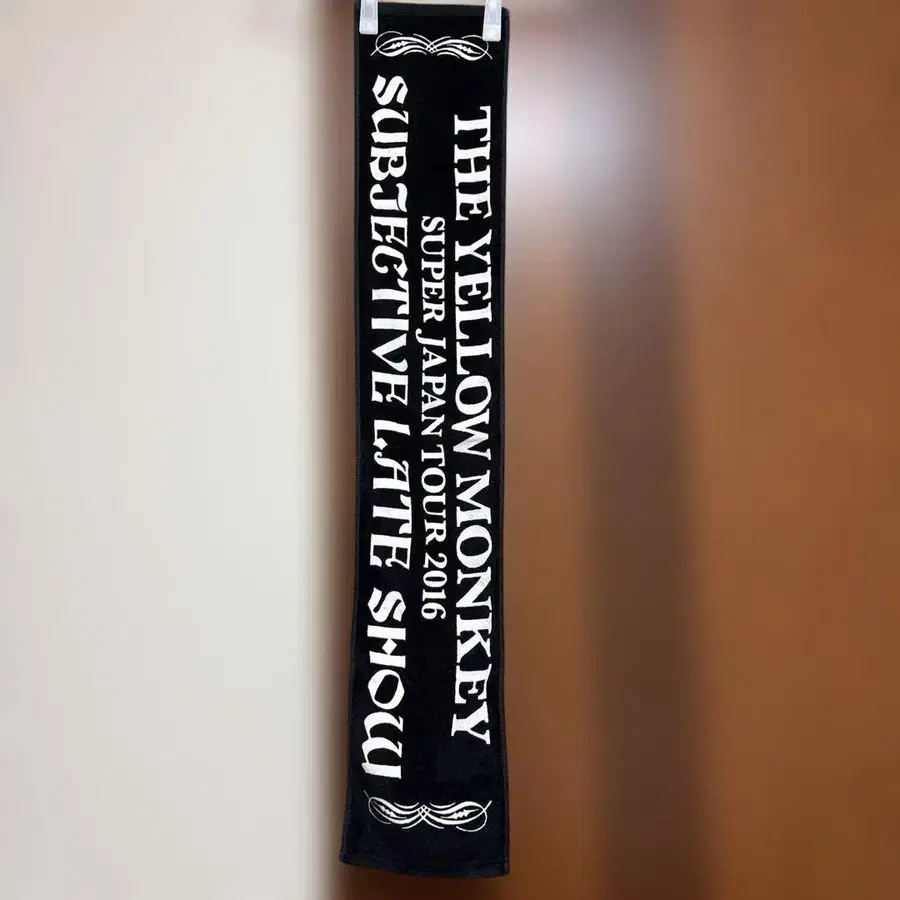 THE YELLOW MONKEY
SUPER JAPAN TOUR 2016
SUBJECTIVE LATE SHOW